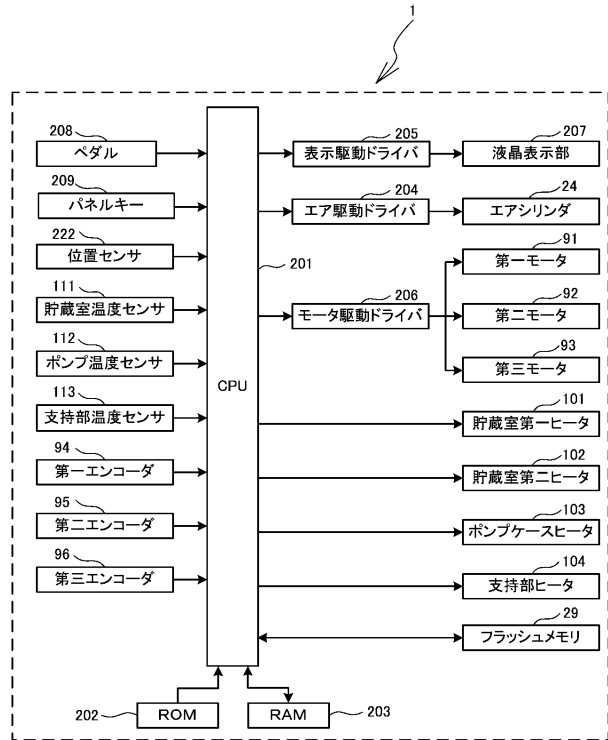 1
208
ペダル
209
パネルキー
222
位置センサ
111
貯蔵室温度センサ
112
ポンプ温度センサ
113
支持部温度センサ
94
第一エンコーダ
95
第二エンコーダ
96
第三エンコーダ
201
CPU
205
表示駆動ドライバ
204
エア駆動ドライバ
206
モータ駆動ドライバ
207
液晶表示部
24
エアシリンダ
91
第一モータ
92
第二モータ
93
第三モータ
101
貯蔵室第一ヒータ
102
貯蔵室第二ヒータ
103
ポンプケースヒータ
104
支持部ヒータ
29
フラッシュメモリ
202
ROM
RAM
203